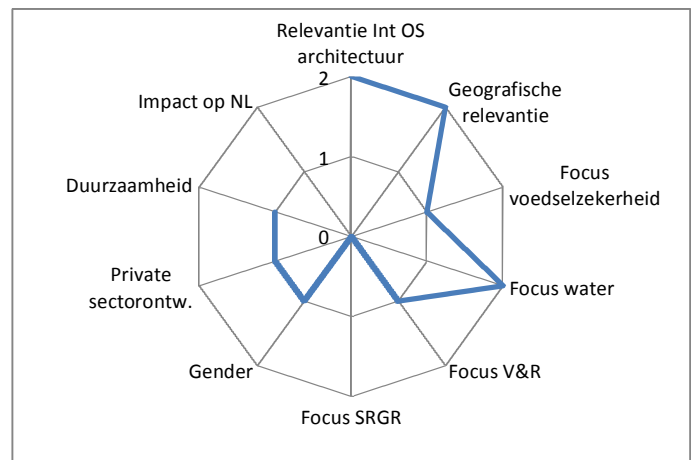 Relevantie Int OS
architectuur
2
Geografische
relevantie
Impact op NL
1
Focus
voedselzekerheid
Duurzaamheid
0
Private
sectorontw.
Focus water
Gender
Focus V&R
Focus SRGR